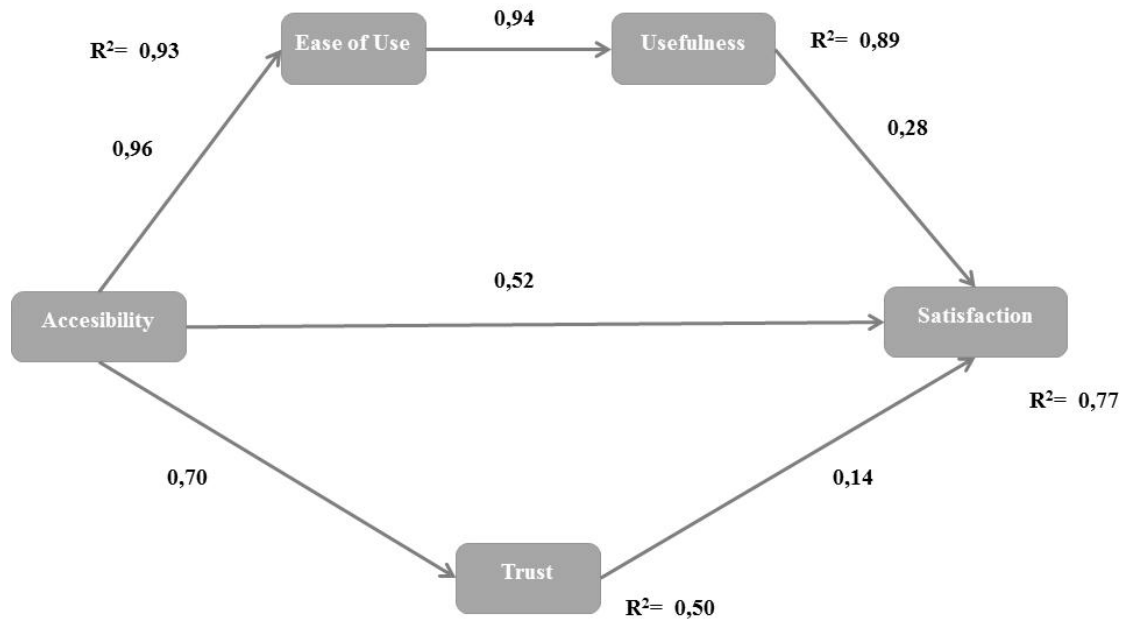 0,94
Ease of Use
Usefulness
R²= 0,93
R²= 0,89
0,96
0,28
0,52
Accesibility
Satisfaction
R²= 0,77
0,70
0,14
Trust
R²= 0,50